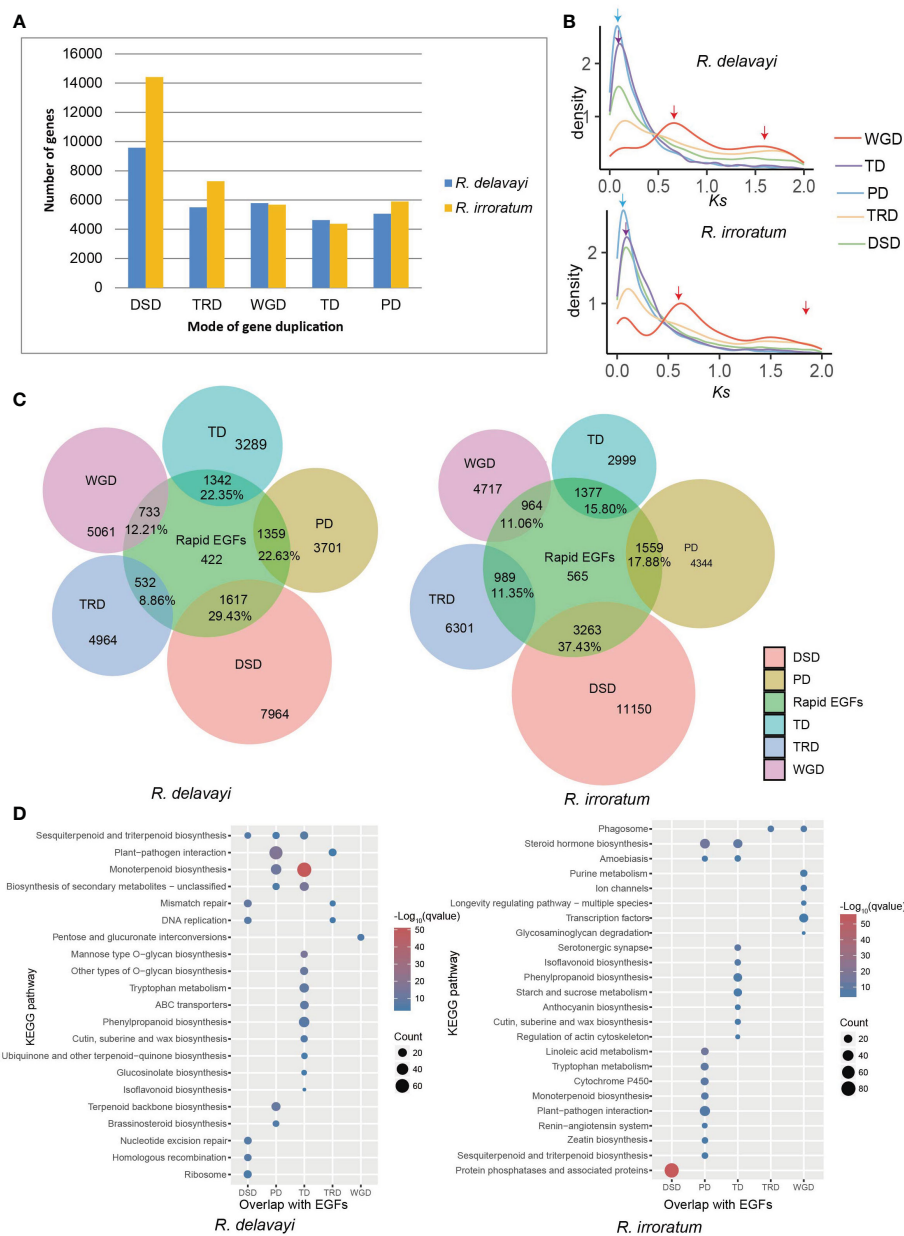 A
16000
14000
12000
10000
8000
6000
4000
2000
0
Number of genes
DSD TRD WGD TD PD
Mode of gene duplication
R. delavayi
R. irroratum
B
R. delavayi
density
2
1
0.0 0.5 1.0 1.5 2.0
Ks
R. irroratum
density
2
1
0.0 0.5 1.0 1.5 2.0
Ks
WGD
TD
PD
TRD
DSD
C
TD
3289
WGD
5061
1342
22.35%
733
12.21%
Rapid EGFs
422
1359
22.63%
PD
3701
532
8.86%
TRD
4964
1617
29.43%
DSD
7964
R. delavayi
TD
2999
WGD
4717
1377
15.80%
964
11.06%
Rapid EGFs
565
1559
17.88%
PD
4344
989
11.35%
TRD
6301
3263
37.43%
DSD
11150
R. irroratum
DSD
PD
Rapid EGFs
TD
TRD
WGD
D
KEGG pathway
Sesquiterpenoid and triterpenoid biosynthesis
Plant−pathogen interaction
Monoterpenoid biosynthesis
Biosynthesis of secondary metabolites − unclassified
Mismatch repair
DNA replication
Pentose and glucuronate interconversions
Mannose type O−glycan biosynthesis
Other types of O−glycan biosynthesis
Tryptophan metabolism
ABC transporters
Phenylpropanoid biosynthesis
Cutin, suberine and wax biosynthesis
Ubiquinone and other terpenoid−quinone biosynthesis
Glucosinolate biosynthesis
Isoflavonoid biosynthesis
Terpenoid backbone biosynthesis
Brassinosteroid biosynthesis
Nucleotide excision repair
Homologous recombination
Ribosome
DSD PD TD TRD WGD
Overlap with EGFs
R. delavayi
-Log10(qvalue)
50
40
30
20
10
Count
20
40
60
KEGG pathway
Phagosome
Steroid hormone biosynthesis
Amoebiasis
Purine metabolism
Ion channels
Longevity regulating pathway − multiple species
Transcription factors
Glycosaminoglycan degradation
Serotonergic synapse
Isoflavonoid biosynthesis
Phenylpropanoid biosynthesis
Starch and sucrose metabolism
Anthocyanin biosynthesis
Cutin, suberine and wax biosynthesis
Regulation of actin cytoskeleton
Linoleic acid metabolism
Tryptophan metabolism
Cytochrome P450
Monoterpenoid biosynthesis
Plant−pathogen interaction
Renin−angiotensin system
Zeatin biosynthesis
Sesquiterpenoid and triterpenoid biosynthesis
Protein phosphatases and associated proteins
DSD PD TD TRD WGD
Overlap with EGFs
R. irroratum
-Log10(qvalue)
50
40
30
20
10
Count
20
40
60
80